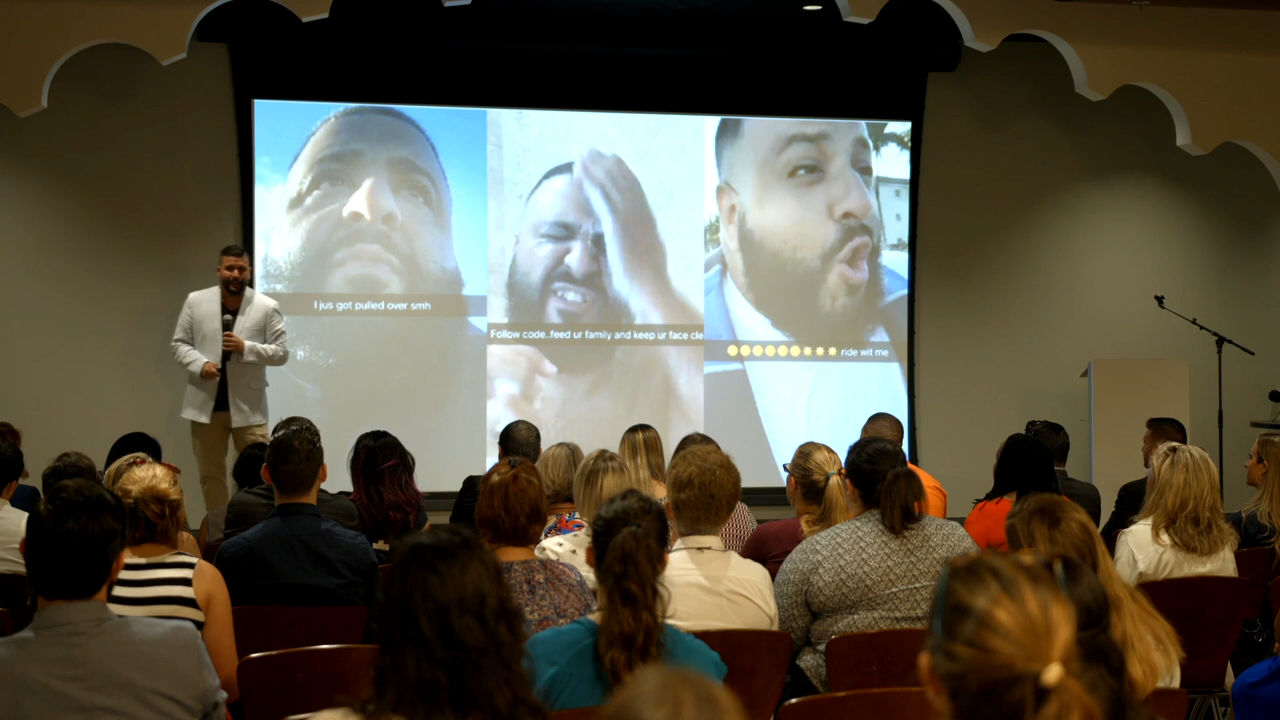 I jus got pulled over smh
Follow code..feed ur family and keep ur face cle
ride wit me